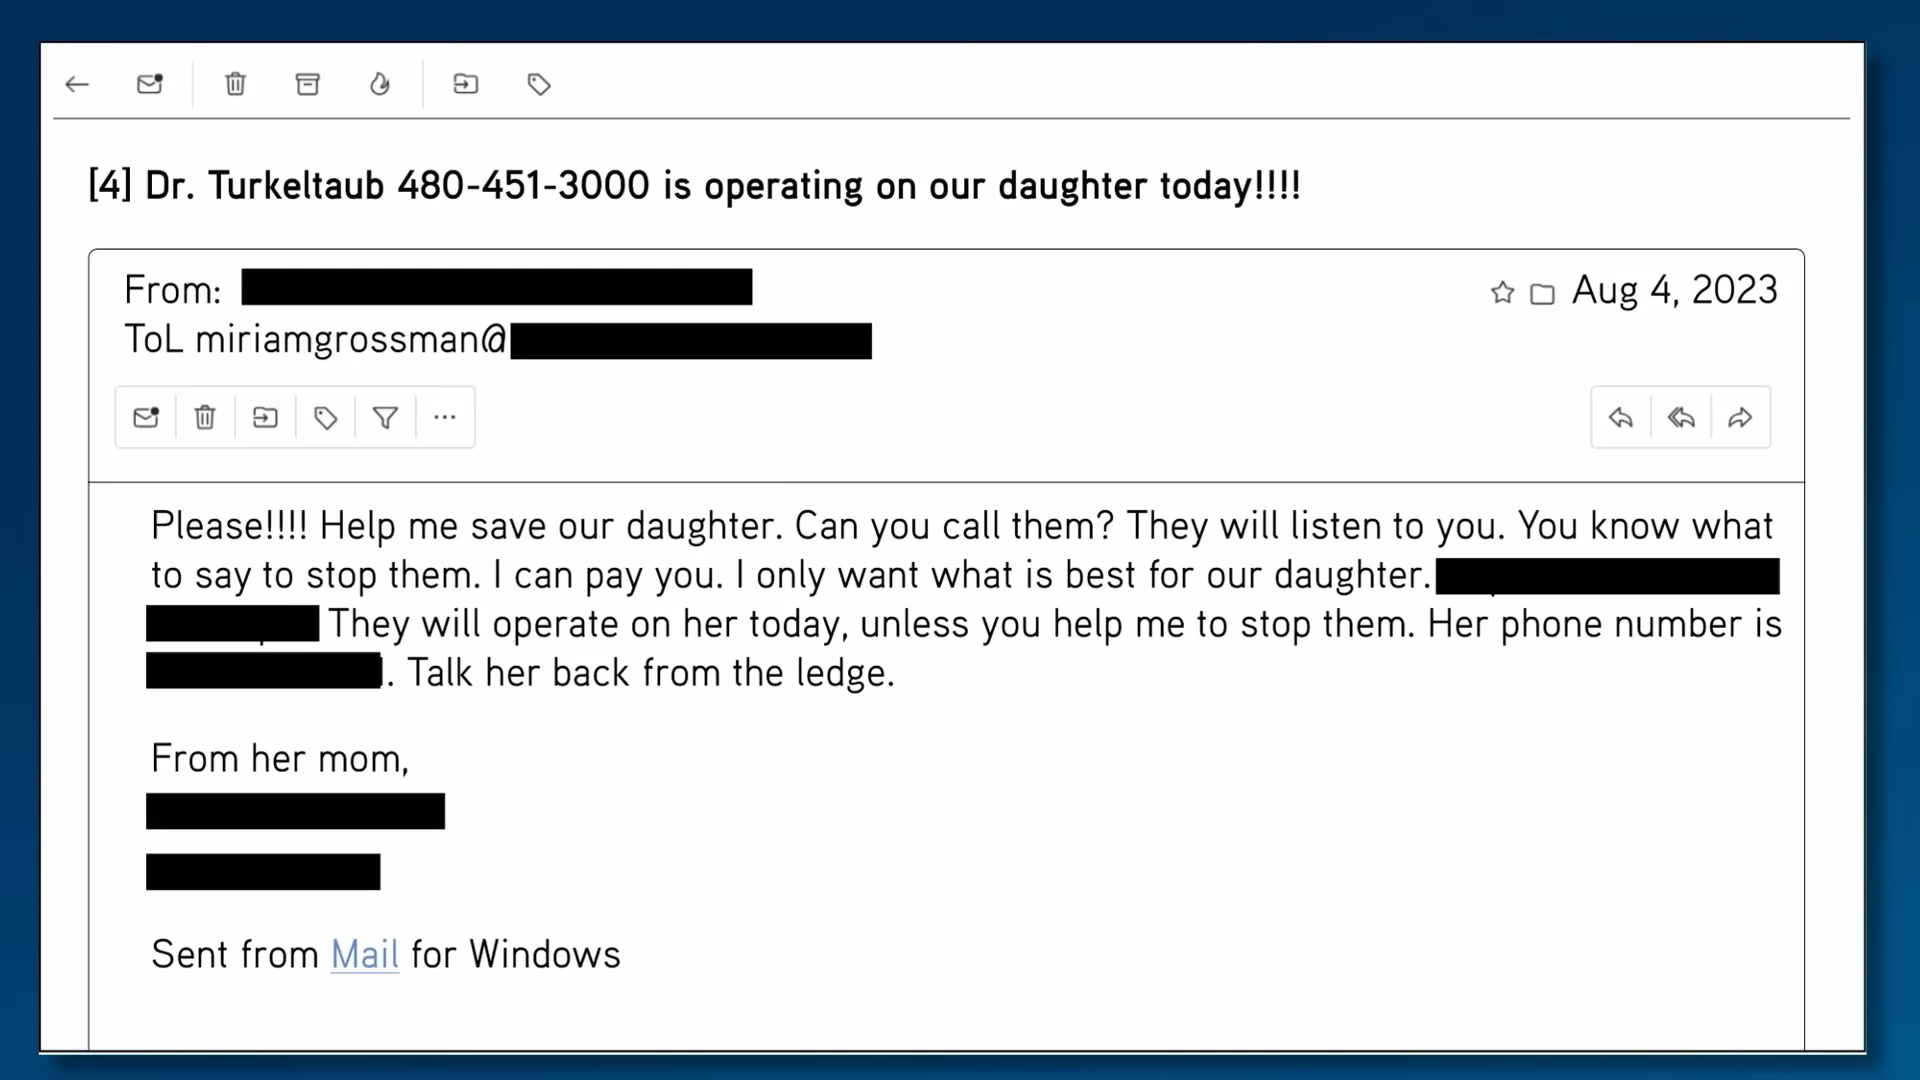 [4] Dr. Turkeltaub 480-451-3000 is operating on our daughter today!!!!
From:
Aug 4, 2023
ToL miriamgrossman@
Please!!!! Help me save our daughter. Can you call them? They will listen to you. You know what
to say to stop them. I can pay you. I only want what is best for our daughter.
They will operate on her today, unless you help me to stop them. Her phone number is
. Talk her back from the ledge.
From her mom,
Sent from Mail for Windows